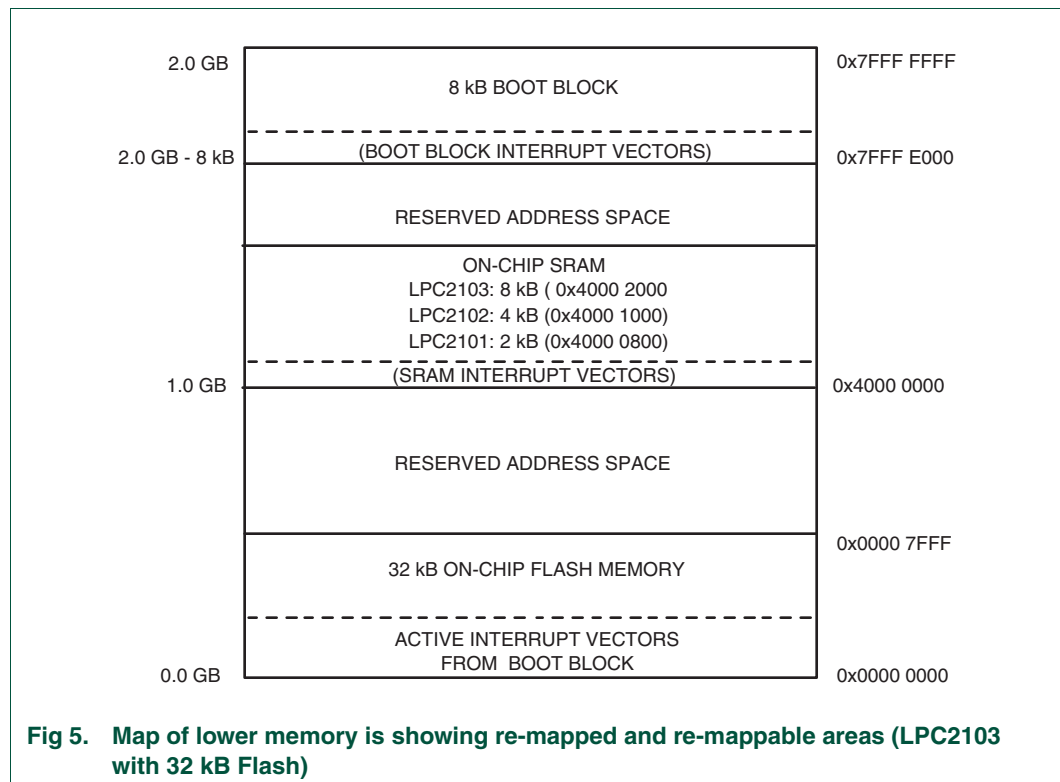 2.0 GB
0x7FFF FFFF
8 kB BOOT BLOCK
(BOOT BLOCK INTERRUPT VECTORS)
2.0 GB - 8 kB
0x7FFF E000
RESERVED ADDRESS SPACE
ON-CHIP SRAM
LPC2103: 8 kB ( 0x4000 2000
LPC2102: 4 kB (0x4000 1000)
LPC2101: 2 kB (0x4000 0800)
(SRAM INTERRUPT VECTORS)
1.0 GB
0x4000 0000
RESERVED ADDRESS SPACE
0x0000 7FFF
32 kB ON-CHIP FLASH MEMORY
ACTIVE INTERRUPT VECTORS
FROM BOOT BLOCK
0.0 GB
0x0000 0000
Fig 5. Map of lower memory is showing re-mapped and re-mappable areas (LPC2103
with 32 kB Flash)